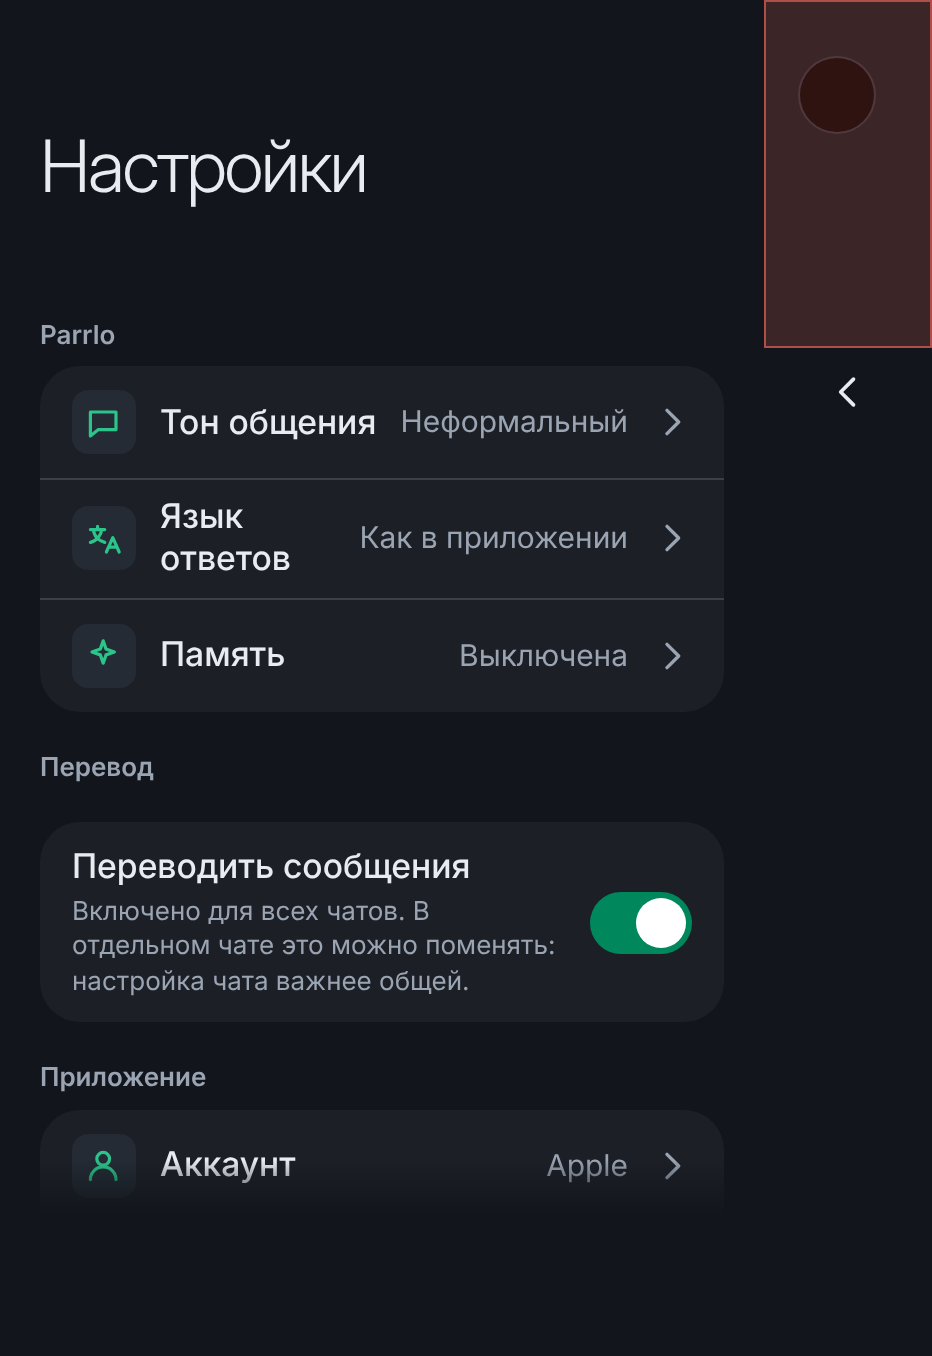 Настройки
Parrlo
Тон общения Неформальный
Язык
ответов
Как в приложении
Память Выключена
Перевод
Переводить сообщения
Включено для всех чатов. В
отдельном чате это можно поменять:
настройка чата важнее общей.
Приложение
Аккаунт Apple